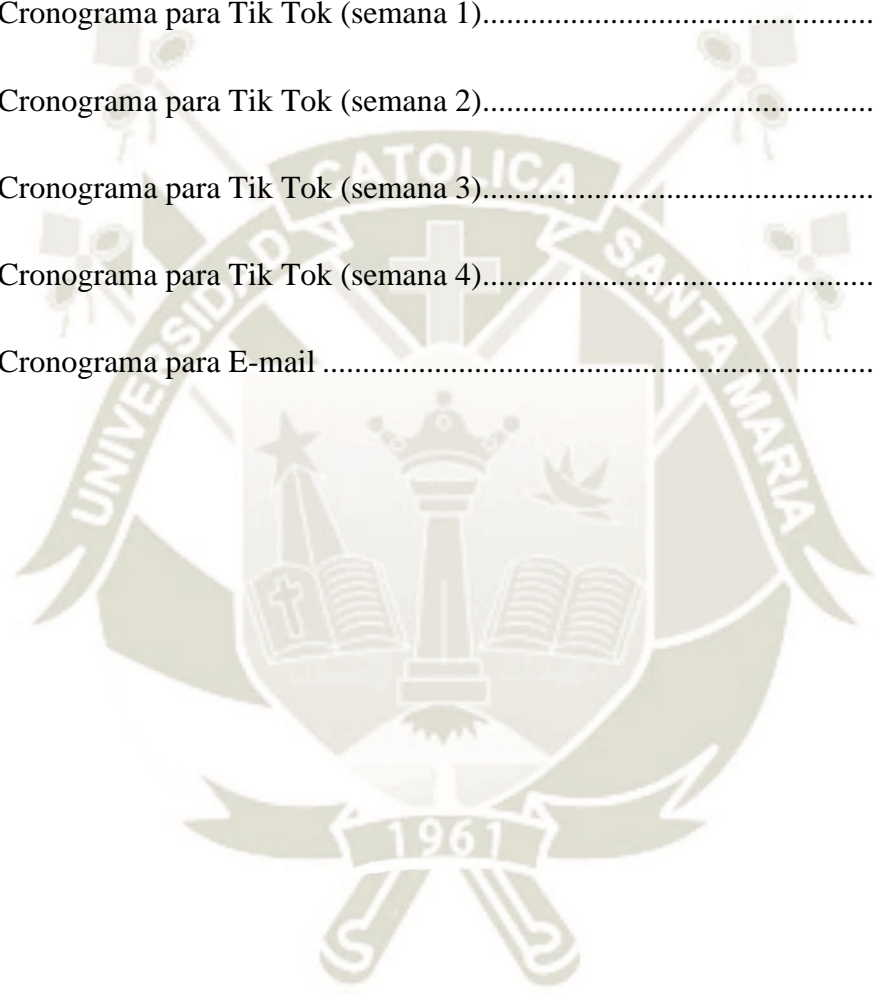 Cronograma para Tik Tok (semana 1)................................................
Cronograma para Tik Tok (semana 2)................................................
CATOLICA
Cronograma para Tik Tok (semana 3)................................................
UNIVERSIDAD
SANTA MARIA
Cronograma para Tik Tok (semana 4)................................................
Cronograma para E-mail .....................................................................
1961